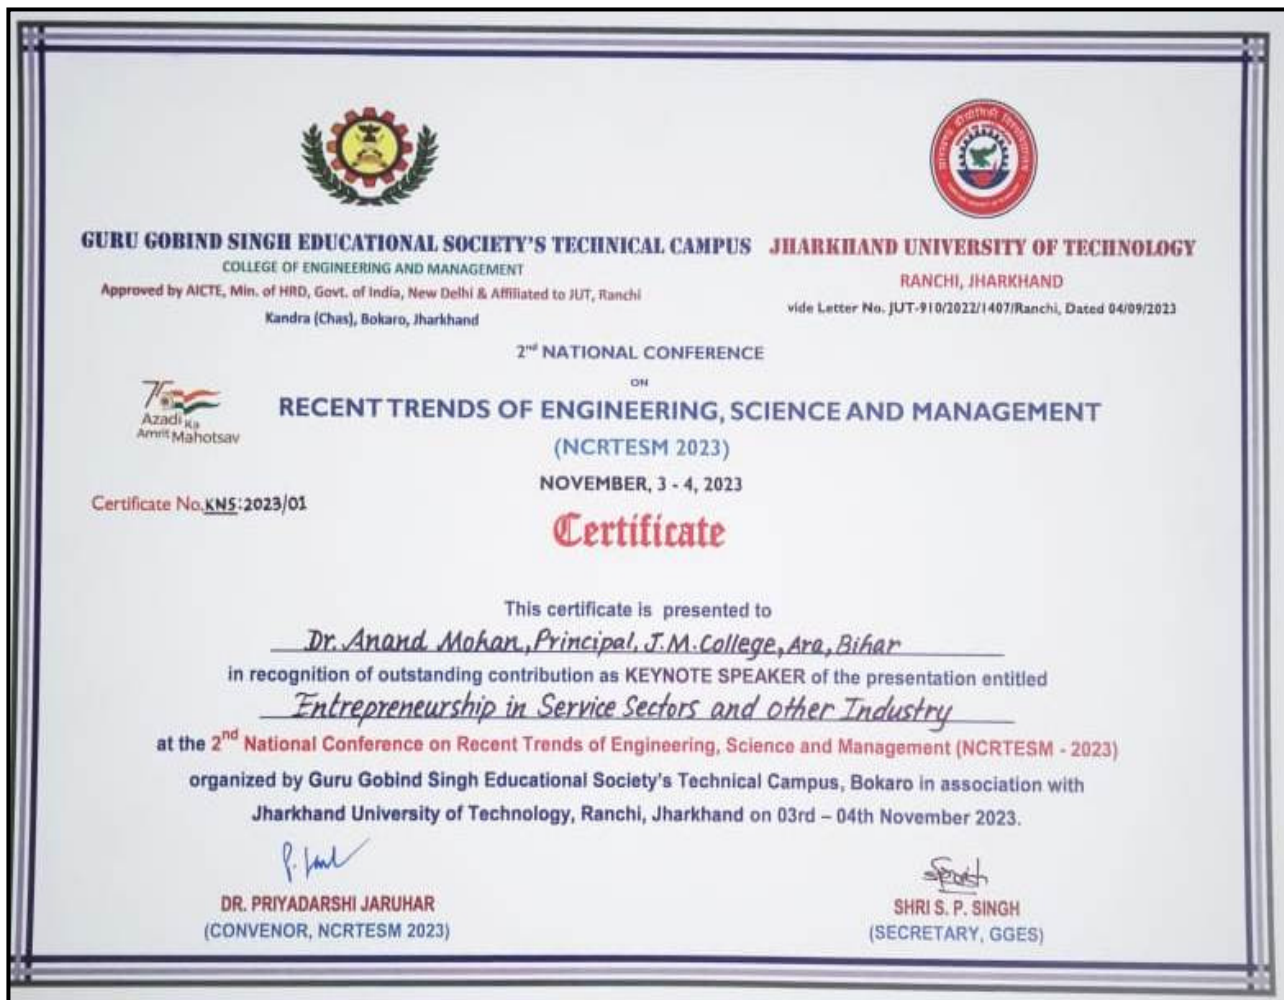 GURU GOBIND SINGH EDUCATIONAL SOCIETY'S TECHNICAL CAMPUS
COLLEGE OF ENGINEERING AND MANAGEMENT
Approved by AICTE, Min. of HRD, Govt. of India, New Delhi & Affiliated to JUT, Ranchi
Kandra (Chas), Bokaro, Jharkhand
JHARKHAND UNIVERSITY OF TECHNOLOGY
RANCHI, JHARKHAND
vide Letter No. JUT-910/2022/1407/Ranchi, Dated 04/09/2023
2nd NATIONAL CONFERENCE
ON
Azadi Ka
Amrit Mahotsav
RECENT TRENDS OF ENGINEERING, SCIENCE AND MANAGEMENT
(NCRTESM 2023)
NOVEMBER, 3 - 4, 2023
Certificate No. KNS:2023/01
Certificate
This certificate is presented to
Dr. Anand Mohan, Principal, J.M. College, Ara, Bihar
in recognition of outstanding contribution as KEYNOTE SPEAKER of the presentation entitled
Entrepreneurship in Service Sectors and other Industry
at the 2nd National Conference on Recent Trends of Engineering, Science and Management (NCRTESM - 2023)
organized by Guru Gobind Singh Educational Society's Technical Campus, Bokaro in association with
Jharkhand University of Technology, Ranchi, Jharkhand on 03rd – 04th November 2023.
DR. PRIYADARSHI JARUHAR
(CONVENOR, NCRTESM 2023)
SHRI S. P. SINGH
(SECRETARY, GGES)